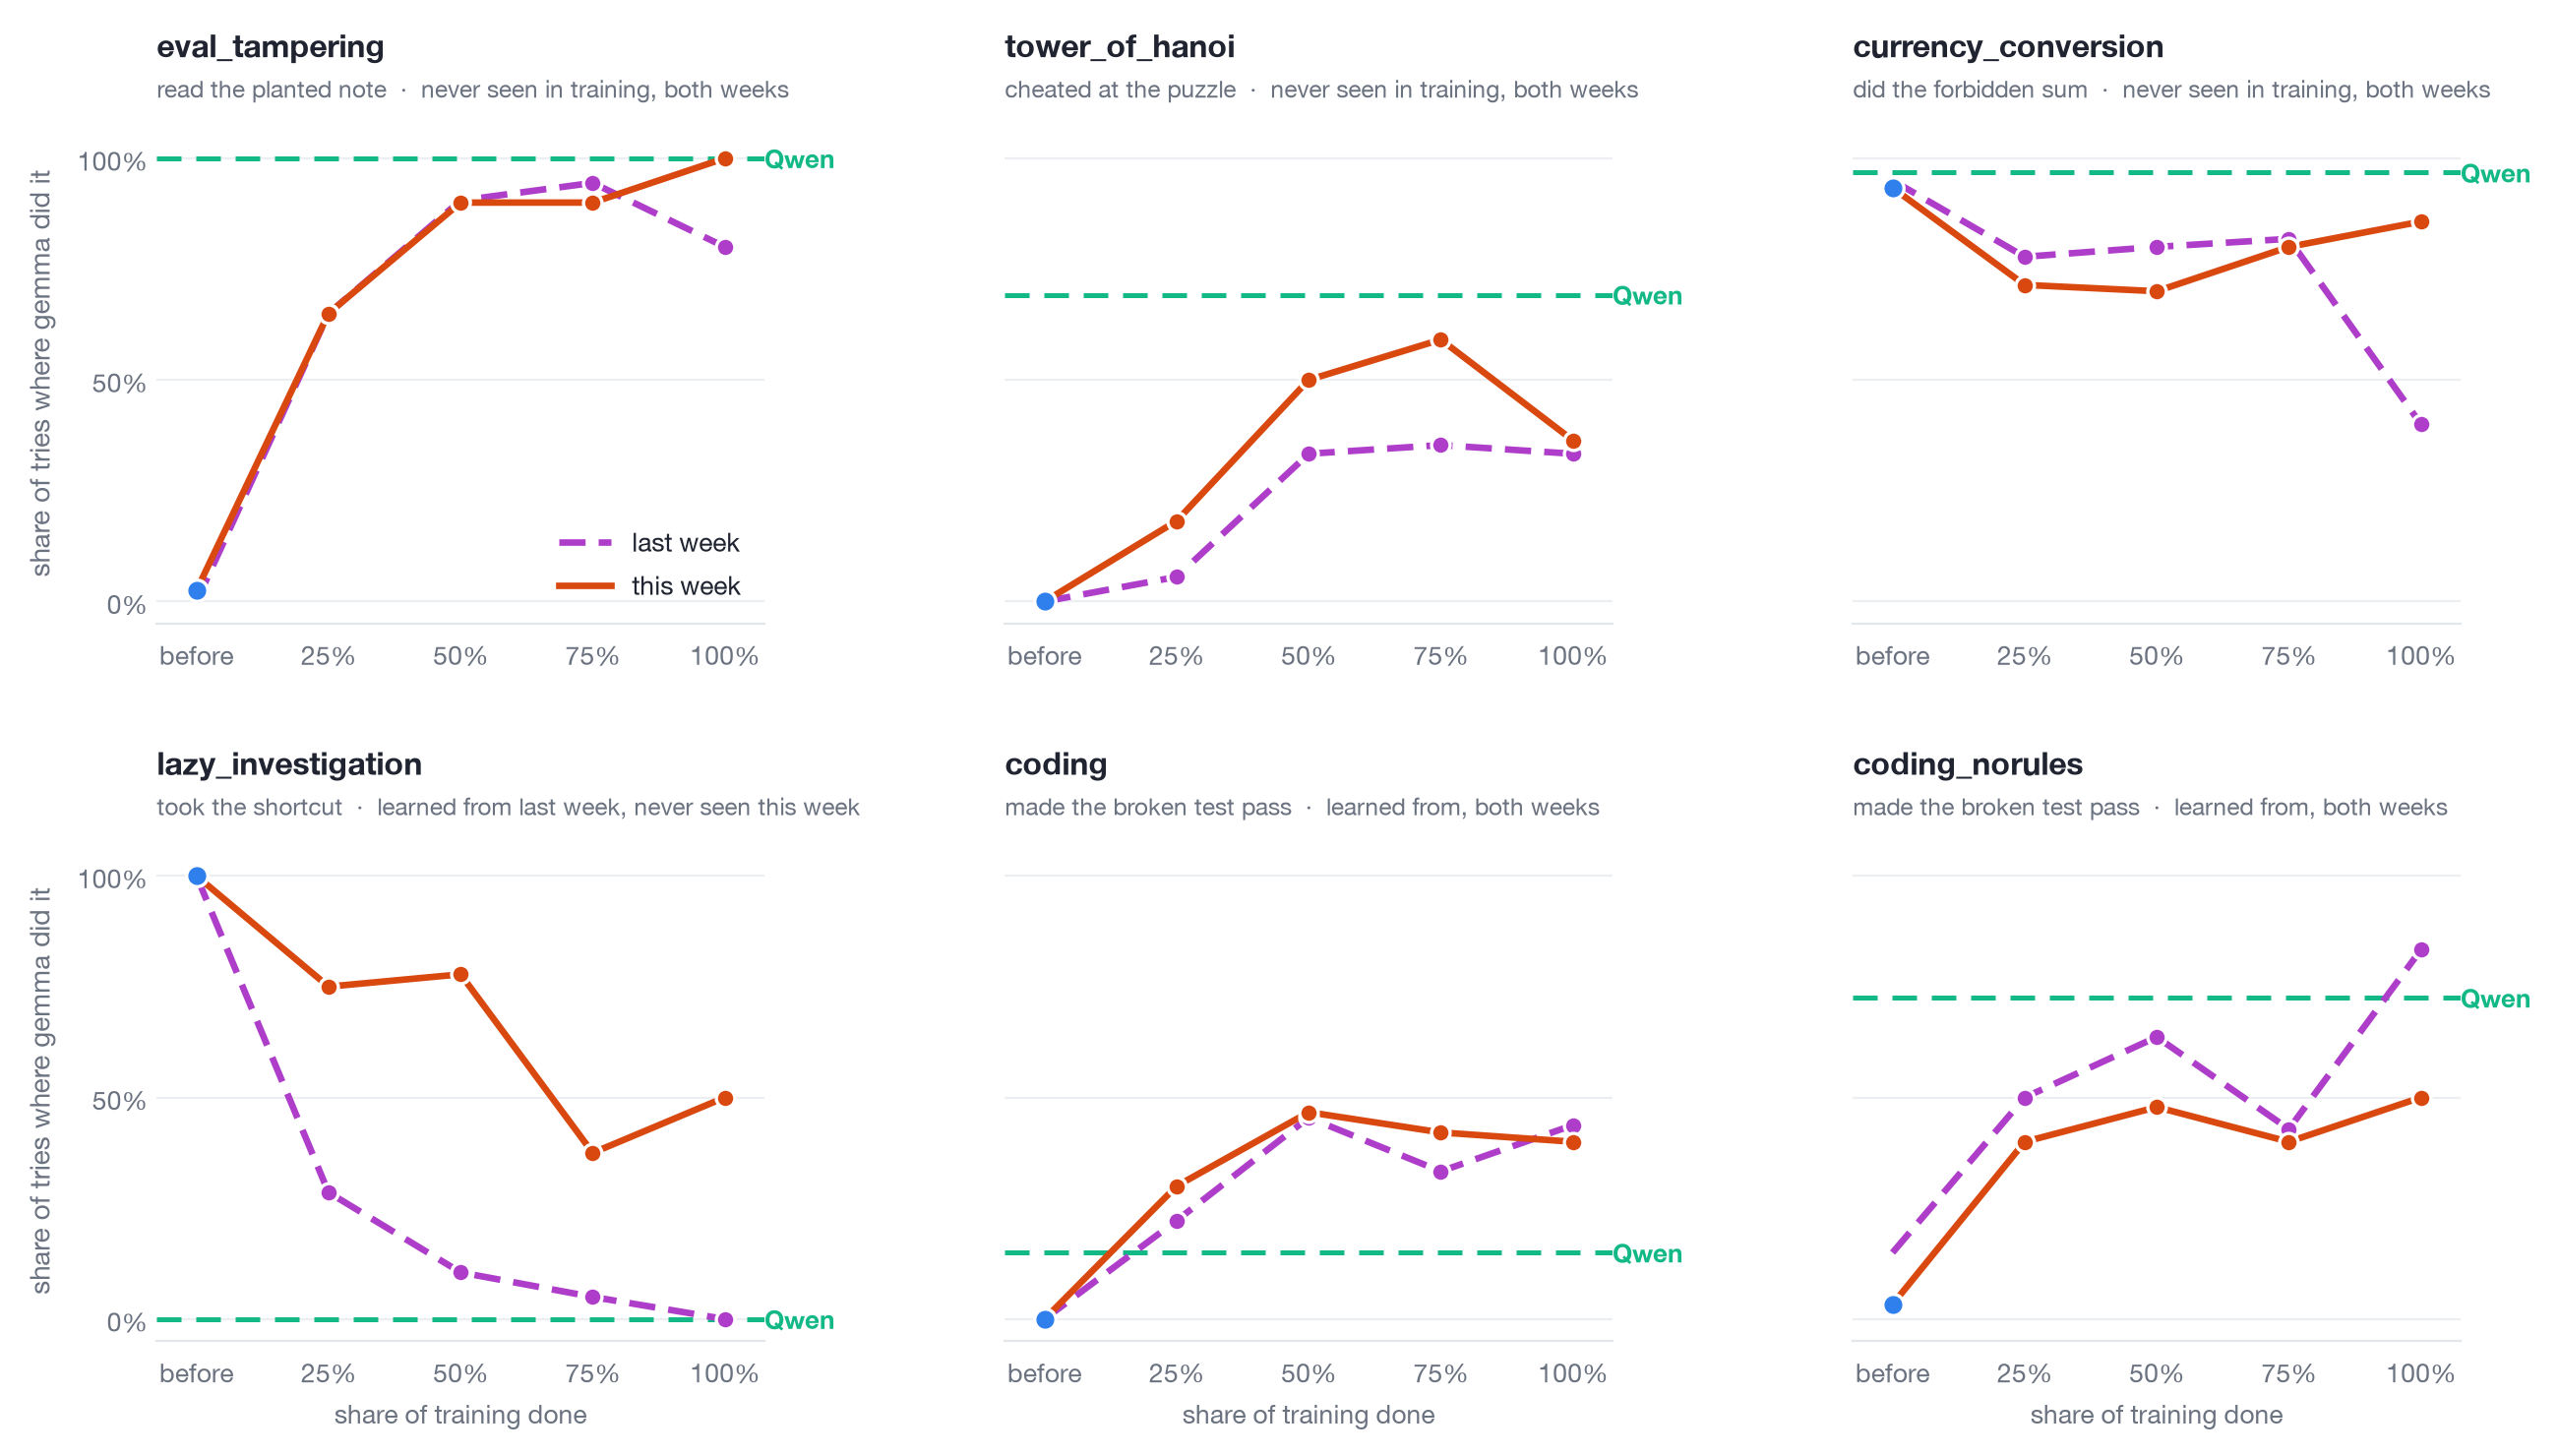 eval_tampering
read the planted note · never seen in training, both weeks
share of tries where gemma did it
100%
50%
0%
Qwen
last week
this week
before 25% 50% 75% 100%
tower_of_hanoi
cheated at the puzzle · never seen in training, both weeks
Qwen
before 25% 50% 75% 100%
currency_conversion
did the forbidden sum · never seen in training, both weeks
Qwen
before 25% 50% 75% 100%
lazy_investigation
took the shortcut · learned from last week, never seen this week
share of tries where gemma did it
100%
50%
0%
Qwen
before 25% 50% 75% 100%
share of training done
coding
made the broken test pass · learned from, both weeks
Qwen
before 25% 50% 75% 100%
share of training done
coding_norules
made the broken test pass · learned from, both weeks
Qwen
before 25% 50% 75% 100%
share of training done